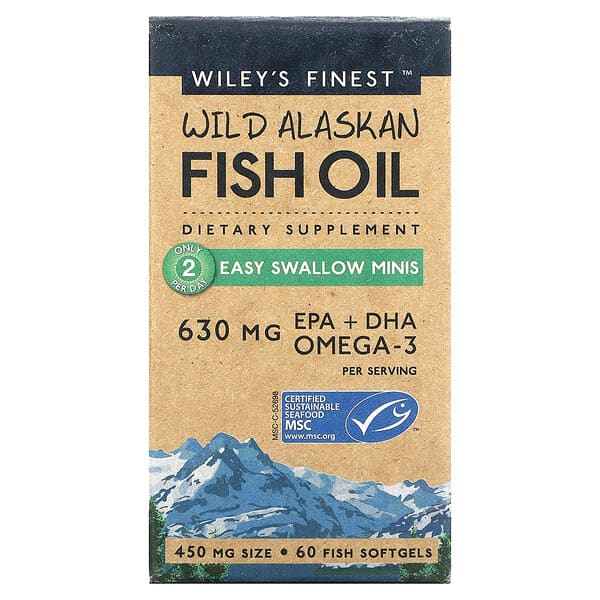 WILEY'S FINEST™
WILD ALASKAN
FISH OIL
DIETARY SUPPLEMENT
ONLY
2
PER DAY
EASY SWALLOW MINIS
630 MG
EPA + DHA
OMEGA-3
PER SERVING
MSC-C-52698
CERTIFIED
SUSTAINABLE
SEAFOOD
MSC
www.msc.org
™
450 MG SIZE • 60 FISH SOFTGELS